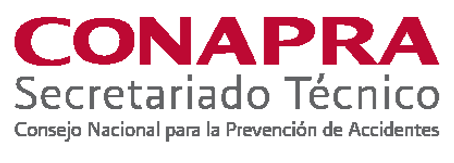 CONAPRA
Secretariado Técnico
Consejo Nacional para la Prevención de Accidentes